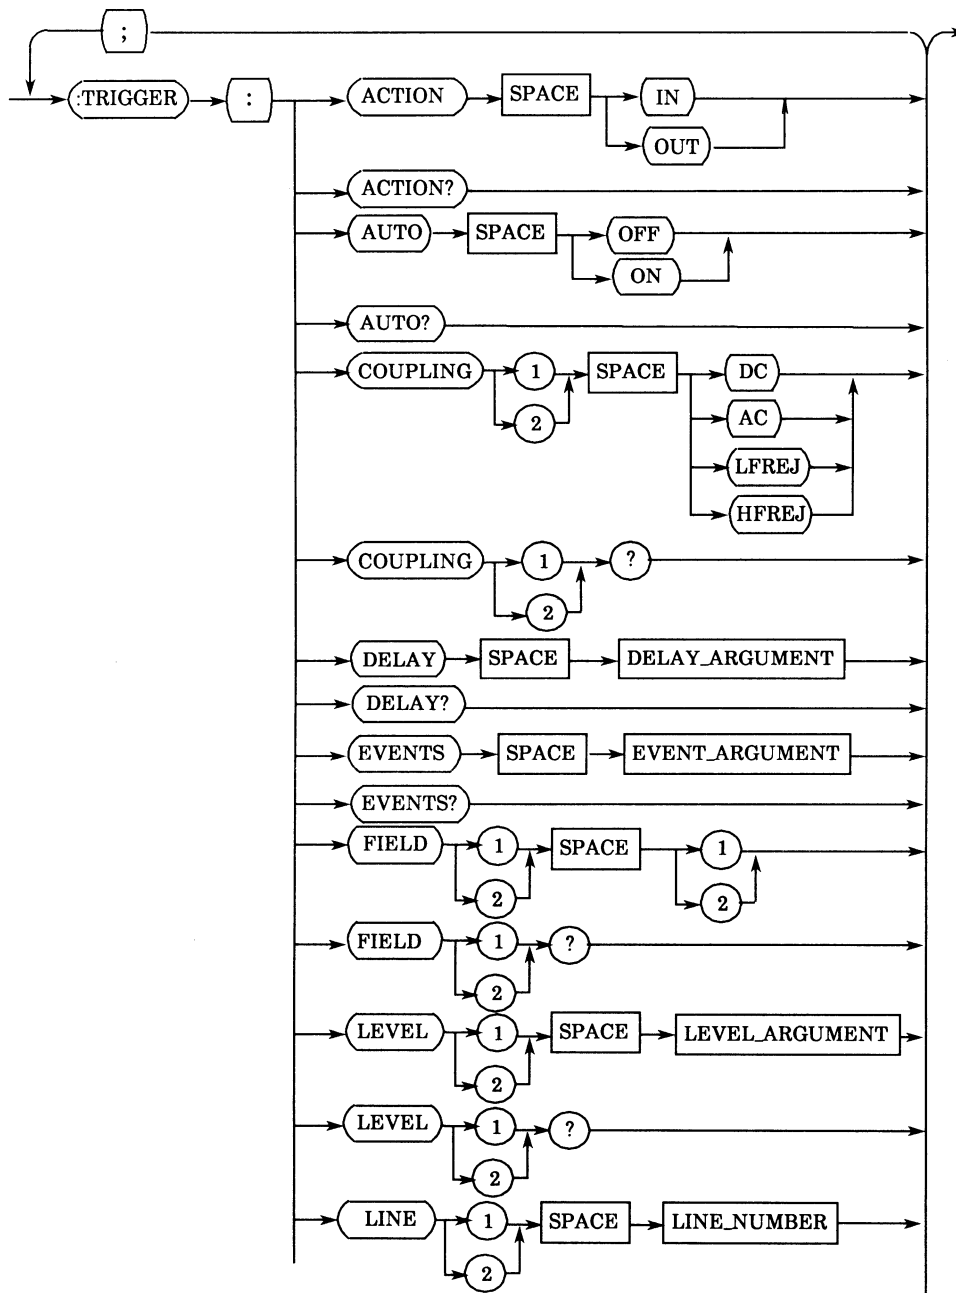 ;
:TRIGGER : ACTION SPACE IN
OUT
ACTION?
AUTO SPACE OFF
ON
AUTO?
COUPLING 1 SPACE DC
2 AC
LFREJ
HFREJ
COUPLING 1 ?
2
DELAY SPACE DELAY_ARGUMENT
DELAY?
EVENTS SPACE EVENT_ARGUMENT
EVENTS?
FIELD 1 SPACE 1
2 2
FIELD 1 ?
2
LEVEL 1 SPACE LEVEL_ARGUMENT
2
LEVEL 1 ?
2
LINE 1 SPACE LINE_NUMBER
2